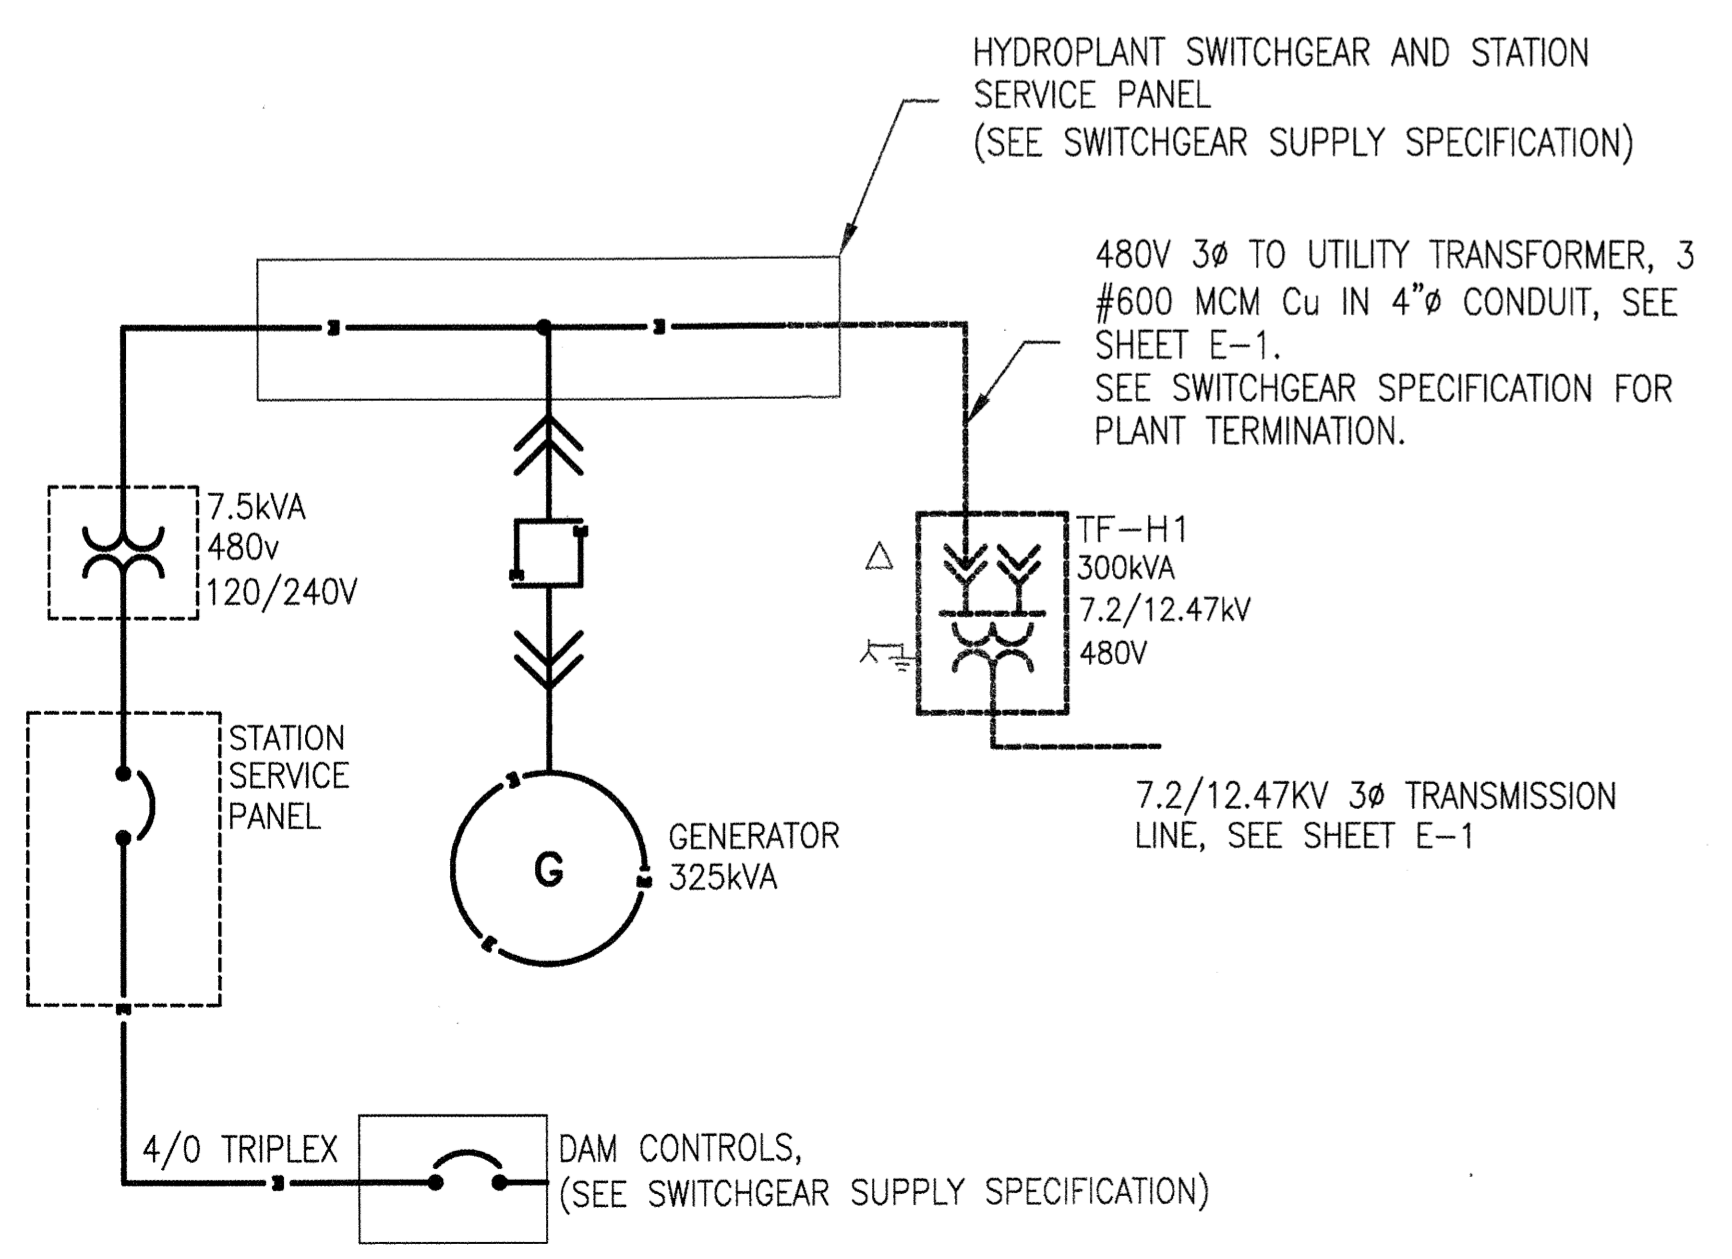 HYDROPLANT SWITCHGEAR AND STATION
SERVICE PANEL
(SEE SWITCHGEAR SUPPLY SPECIFICATION)
480V 3ø TO UTILITY TRANSFORMER, 3
#600 MCM Cu IN 4"ø CONDUIT, SEE
SHEET E-1.
SEE SWITCHGEAR SPECIFICATION FOR
PLANT TERMINATION.
7.5kVA
480v
120/240V
TF-H1
300kVA
7.2/12.47kV
480V
STATION
SERVICE
PANEL
G
GENERATOR
325kVA
7.2/12.47KV 3ø TRANSMISSION
LINE, SEE SHEET E-1
4/0 TRIPLEX
DAM CONTROLS,
(SEE SWITCHGEAR SUPPLY SPECIFICATION)